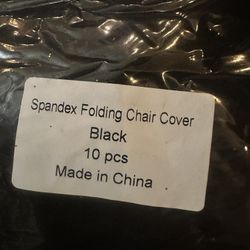 Spandex Folding Chair Cover
Black
10 pcs
Made in China